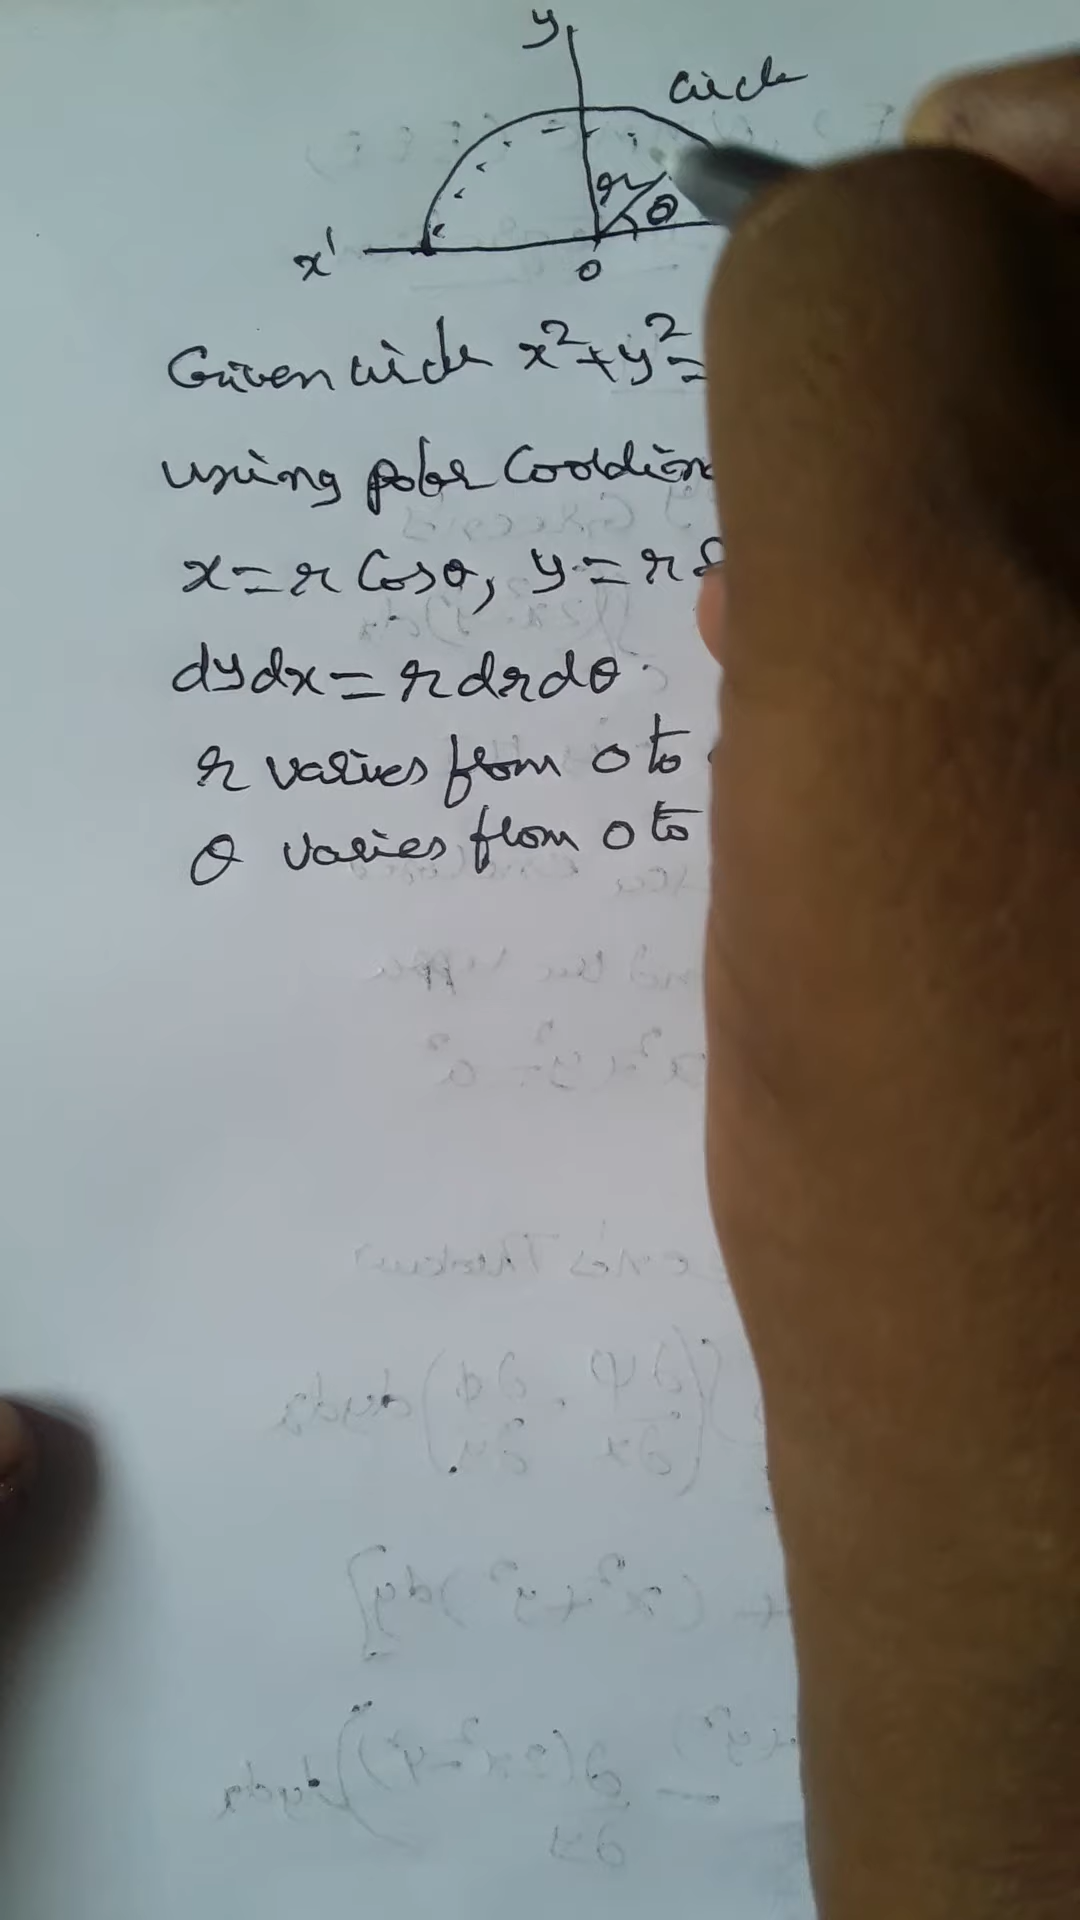 y
circle
r
θ
x'
0
Given circle x²+y²=
using polar Coordin
x=r Cosθ, y=r S
dydx=r dr dθ
r varies from 0 to
θ varies from 0 to